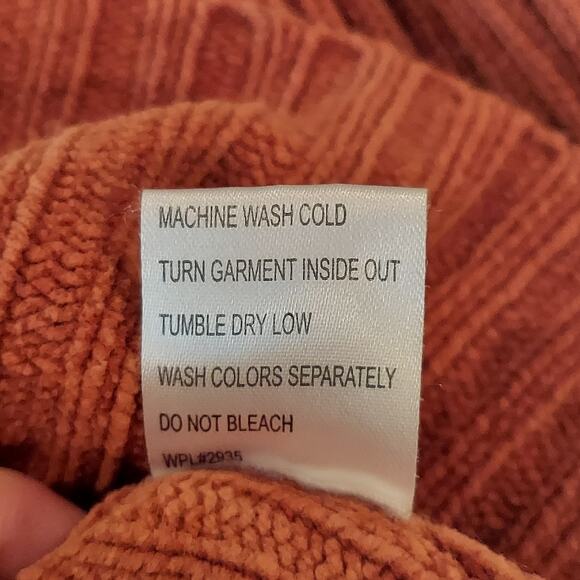 MACHINE WASH COLD
TURN GARMENT INSIDE OUT
TUMBLE DRY LOW
WASH COLORS SEPARATELY
DO NOT BLEACH
WPL#2935